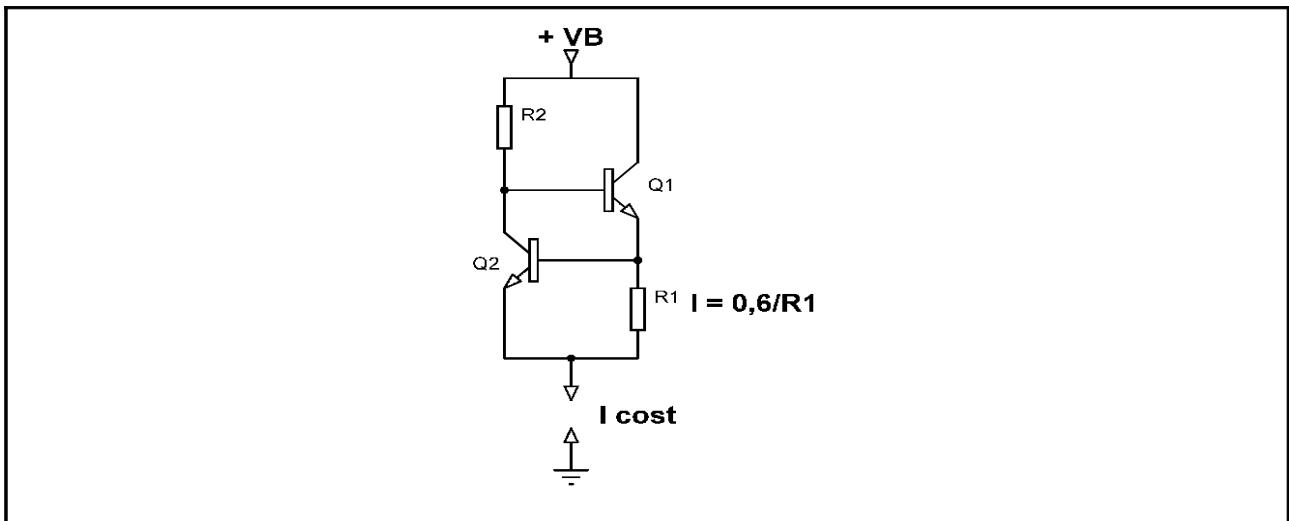 + VB
R2
Q1
Q2
R1 I = 0,6/R1
I cost